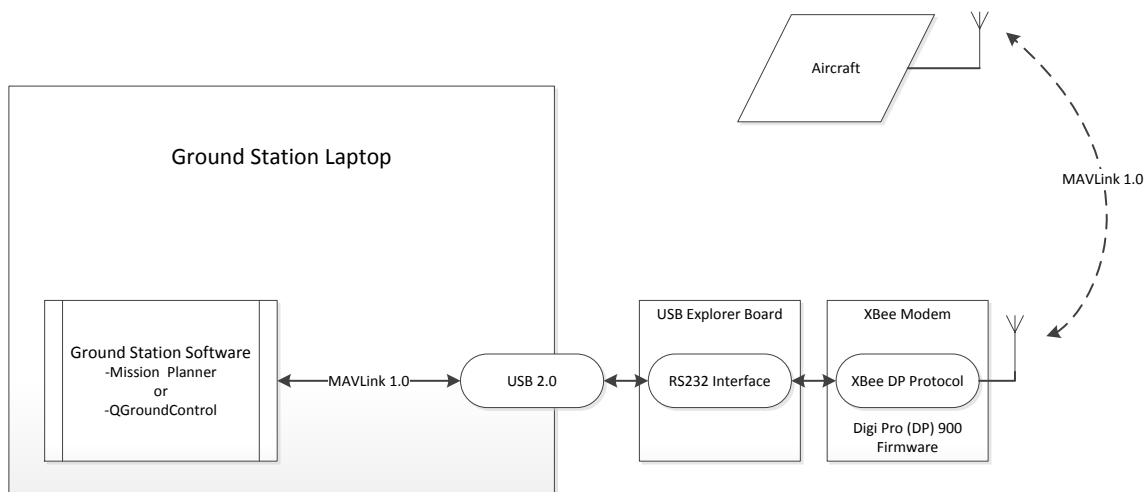 Aircraft
Ground Station Laptop
MAVLink 1.0
USB Explorer Board
XBee Modem
Ground Station Software
-Mission Planner
or
-QGroundControl
MAVLink 1.0
USB 2.0
RS232 Interface
XBee DP Protocol
Digi Pro (DP) 900
Firmware